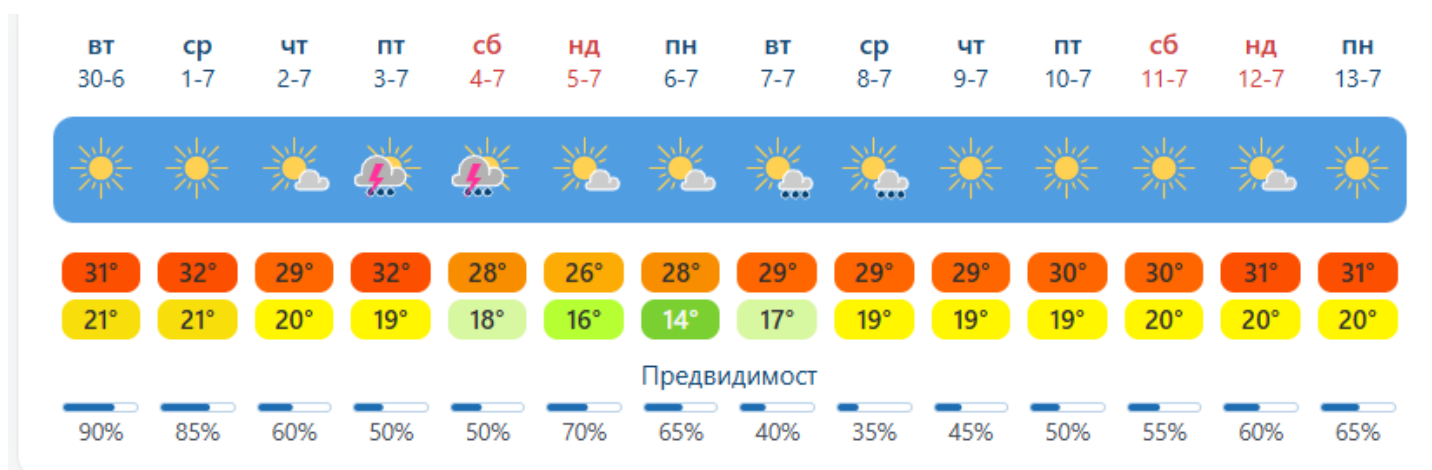 вт ср чт пт сб нд пн вт ср чт пт сб нд пн
30-6 1-7 2-7 3-7 4-7 5-7 6-7 7-7 8-7 9-7 10-7 11-7 12-7 13-7
31° 32° 29° 32° 28° 26° 28° 29° 29° 29° 30° 30° 31° 31°
21° 21° 20° 19° 18° 16° 14° 17° 19° 19° 19° 20° 20° 20°
Предвидимост
90% 85% 60% 50% 50% 70% 65% 40% 35% 45% 50% 55% 60% 65%